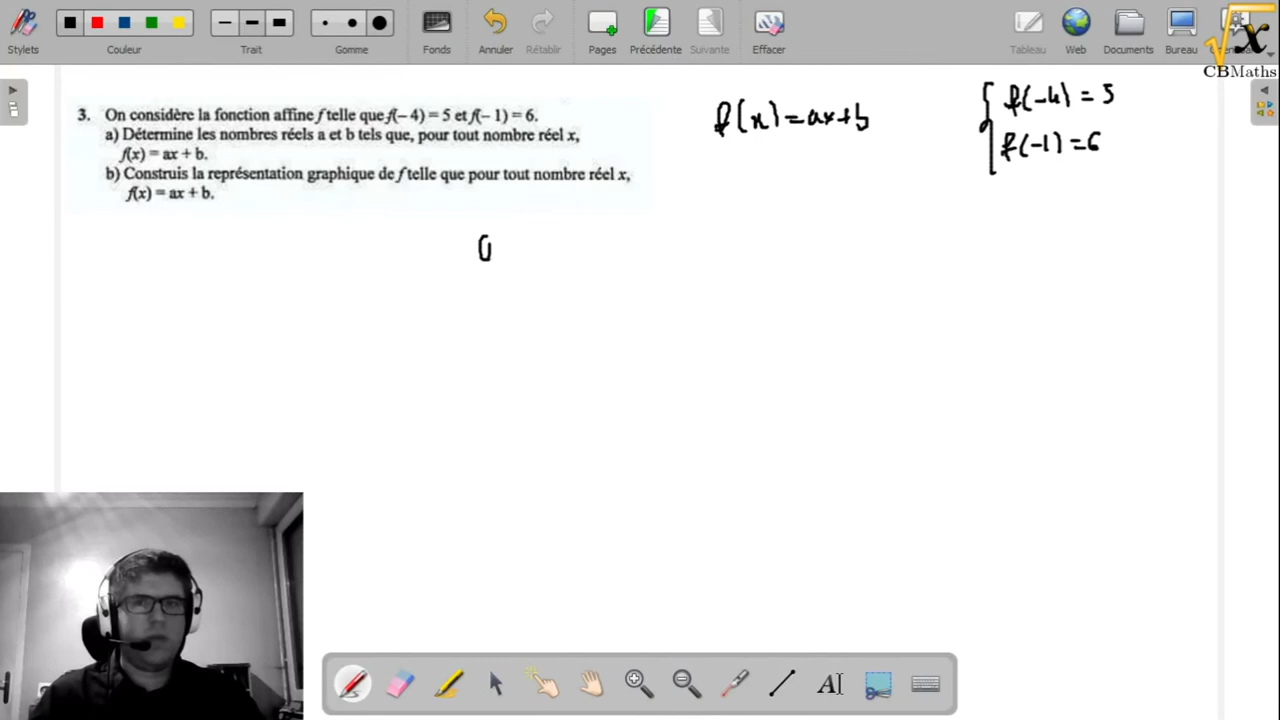 Stylets
Couleur
Trait
Gomme
Fonds
Annuler
Rétablir
Pages
Précédente
Suivante
Effacer
Tableau
Web
Documents
Bureau
CBMaths
3. On considère la fonction affine f telle que f(– 4) = 5 et f(– 1) = 6.
a) Détermine les nombres réels a et b tels que, pour tout nombre réel x,
f(x) = ax + b.
b) Construis la représentation graphique de f telle que pour tout nombre réel x,
f(x) = ax + b.
f(x) = ax + b
f(-4) = 5
f(-1) = 6